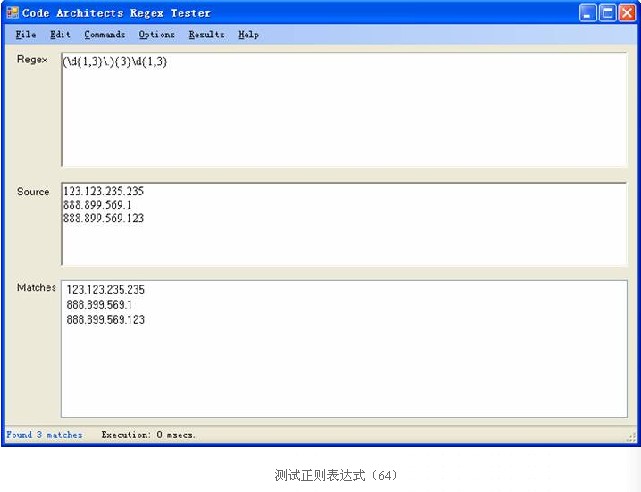 Code Architects Regex Tester
File Edit Commands Options Results Help
Regex
(\d{1,3}\.){3}\d{1,3}
Source
123.123.235.235
888.899.569.1
888.899.569.123
Matches
123.123.235.235
888.899.569.1
888.899.569.123
Found 3 matches Execution: 0 msecs.
测试正则表达式（64）